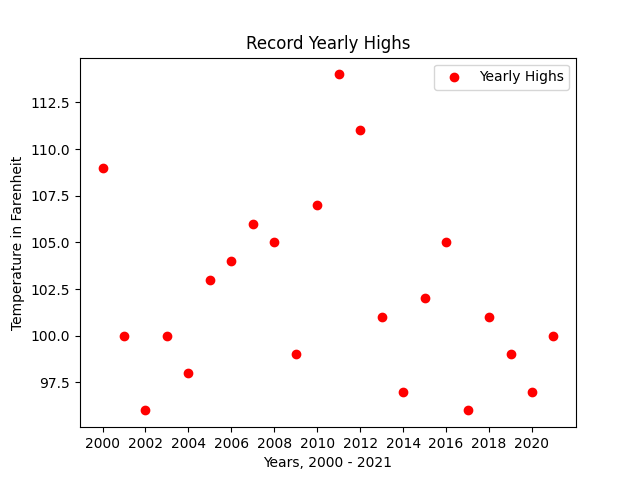 Record Yearly Highs
Yearly Highs
112.5
110.0
107.5
105.0
102.5
100.0
97.5
Temperature in Farenheit
2000 2002 2004 2006 2008 2010 2012 2014 2016 2018 2020
Years, 2000 - 2021